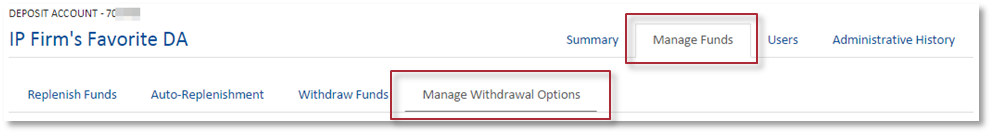 DEPOSIT ACCOUNT - 70
IP Firm's Favorite DA
Summary Manage Funds Users Administrative History
Replenish Funds Auto-Replenishment Withdraw Funds Manage Withdrawal Options